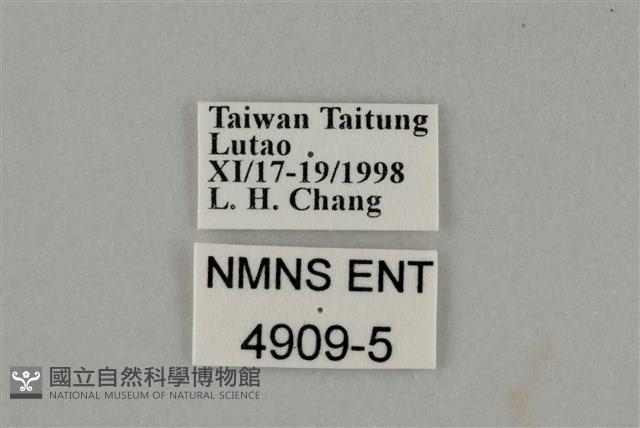 Taiwan Taitung
Lutao
XI/17-19/1998
L. H. Chang
NMNS ENT
4909-5
國立自然科學博物館
NATIONAL MUSEUM OF NATURAL SCIENCE